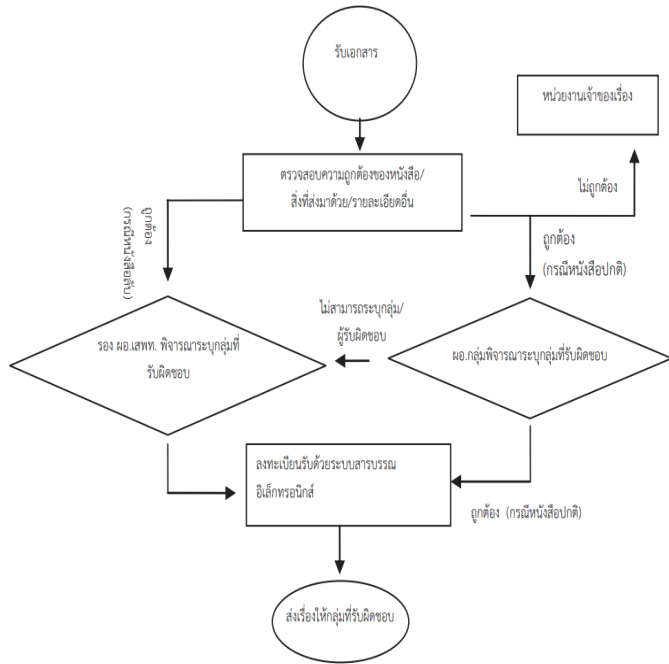 รับเอกสาร
หน่วยงานเจ้าของเรื่อง
ตรวจสอบความถูกต้องของหนังสือ/
สิ่งที่ส่งมาด้วย/รายละเอียดอื่น
ไม่ถูกต้อง
ถูกต้อง
(กรณีหนังสือลับ)
ถูกต้อง
(กรณีหนังสือปกติ)
ไม่สามารถระบุกลุ่ม/
ผู้รับผิดชอบ
รอง ผอ.เสพท. พิจารณาระบุกลุ่มที่
รับผิดชอบ
ผอ.กลุ่มพิจารณาระบุกลุ่มที่รับผิดชอบ
ลงทะเบียนรับด้วยระบบสารบรรณ
อิเล็กทรอนิกส์
ถูกต้อง (กรณีหนังสือปกติ)
ส่งเรื่องให้กลุ่มที่รับผิดชอบ